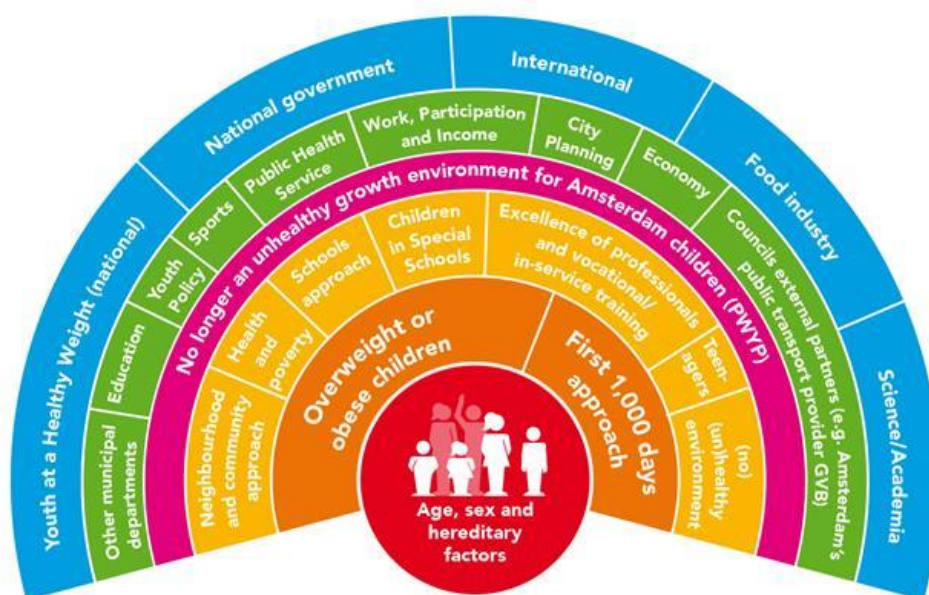 Youth at a Healthy Weight (national)
National government
International
Food industry
Science/Academia
Other municipal
departments
Education
Youth
Policy
Sports
Public Health
Service
Work, Participation
and Income
City
Planning
Economy
Councils external partners (e.g. Amsterdam's
public transport provider GVB)
No longer an unhealthy growth environment for Amsterdam children (PWYP)
Neighbourhood
and community
approach
Health
and
poverty
Schools
approach
Children
in Special
Schools
Excellence of professionals
and vocational/
in-service training
Teen-
agers
(no)
(un)healthy
environment
Overweight or
obese children
First 1,000 days
approach
Age, sex and
hereditary
factors